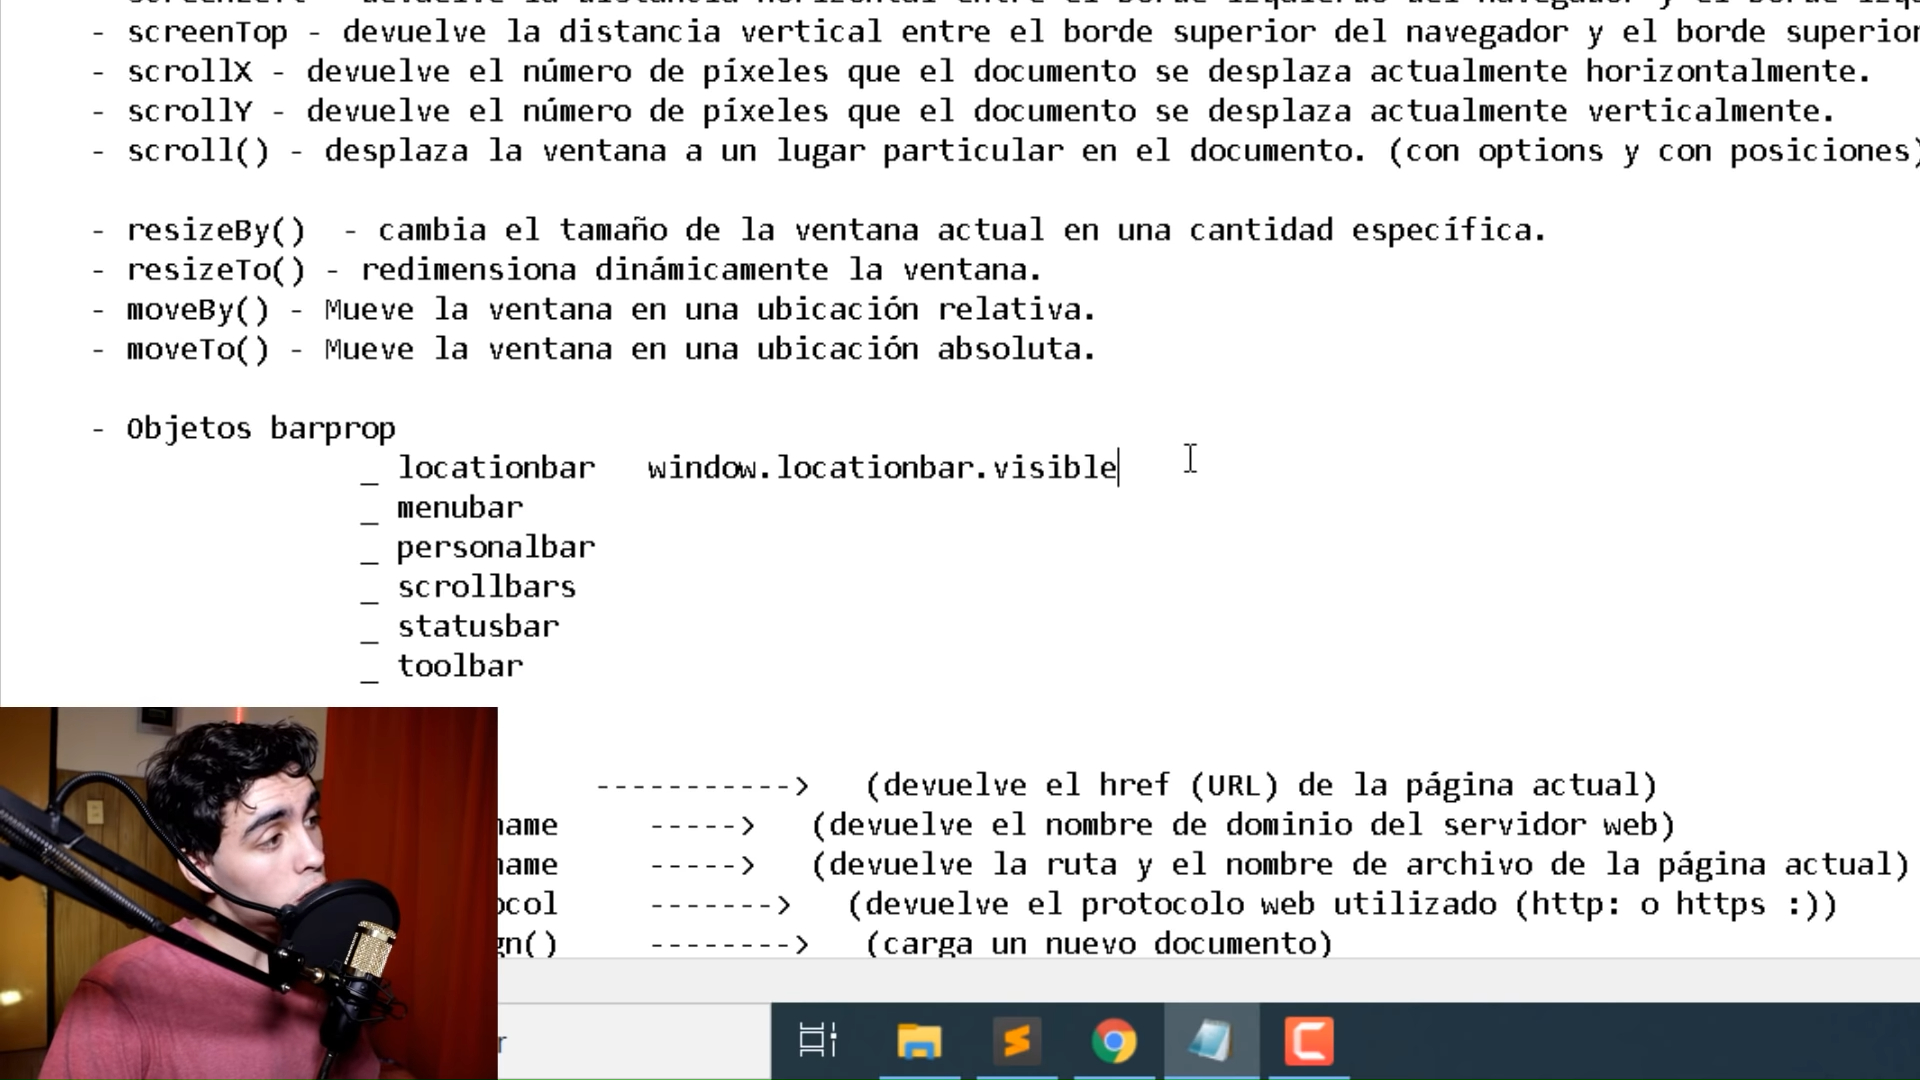 - screenTop - devuelve la distancia vertical entre el borde superior del navegador y el borde superior
- scrollX - devuelve el número de píxeles que el documento se desplaza actualmente horizontalmente.
- scrollY - devuelve el número de píxeles que el documento se desplaza actualmente verticalmente.
- scroll() - desplaza la ventana a un lugar particular en el documento. (con options y con posiciones)
- resizeBy()  - cambia el tamaño de la ventana actual en una cantidad específica.
- resizeTo() - redimensiona dinámicamente la ventana.
- moveBy() - Mueve la ventana en una ubicación relativa.
- moveTo() - Mueve la ventana en una ubicación absoluta.
- Objetos barprop
_ locationbar   window.locationbar.visible
_ menubar
_ personalbar
_ scrollbars
_ statusbar
_ toolbar
-----------> (devuelve el href (URL) de la página actual)
name -----> (devuelve el nombre de dominio del servidor web)
name -----> (devuelve la ruta y el nombre de archivo de la página actual)
ocol -------> (devuelve el protocolo web utilizado (http: o https :))
gn() --------> (carga un nuevo documento)
r